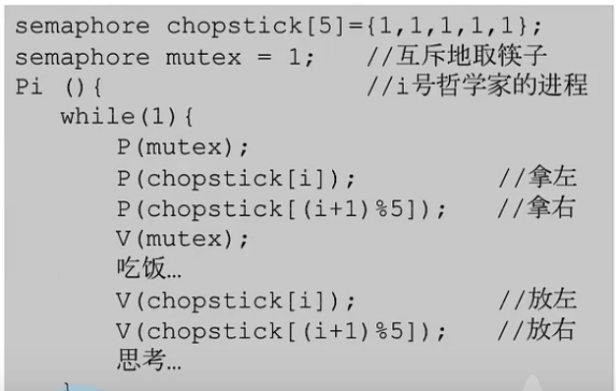 semaphore chopstick[5]={1,1,1,1,1};
semaphore mutex = 1;    //互斥地取筷子
Pi (){                  //i号哲学家的进程
   while(1){
      P(mutex);
      P(chopstick[i]);          //拿左
      P(chopstick[(i+1)%5]);    //拿右
      V(mutex);
      吃饭…
      V(chopstick[i]);          //放左
      V(chopstick[(i+1)%5]);    //放右
      思考…
   }